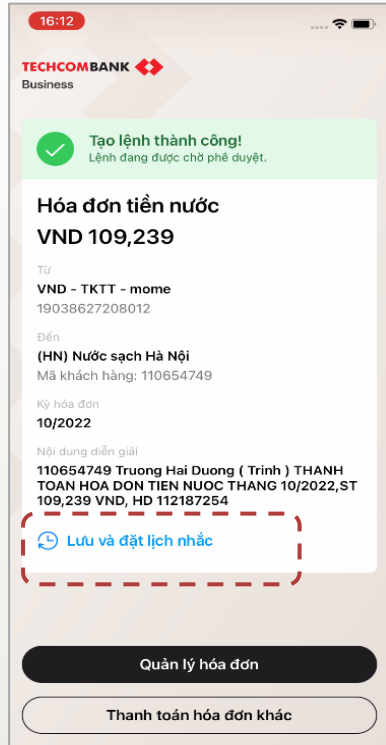 16:12
TECHCOMBANK
Business
Tạo lệnh thành công!
Lệnh đang được chờ phê duyệt.
Hóa đơn tiền nước
VND 109,239
Từ
VND - TKTT - mome
19038627208012
Đến
(HN) Nước sạch Hà Nội
Mã khách hàng: 110654749
Kỳ hóa đơn
10/2022
Nội dung diễn giải
110654749 Truong Hai Duong ( Trinh ) THANH
TOAN HOA DON TIEN NUOC THANG 10/2022,ST
109,239 VND, HD 112187254
Lưu và đặt lịch nhắc
Quản lý hóa đơn
Thanh toán hóa đơn khác